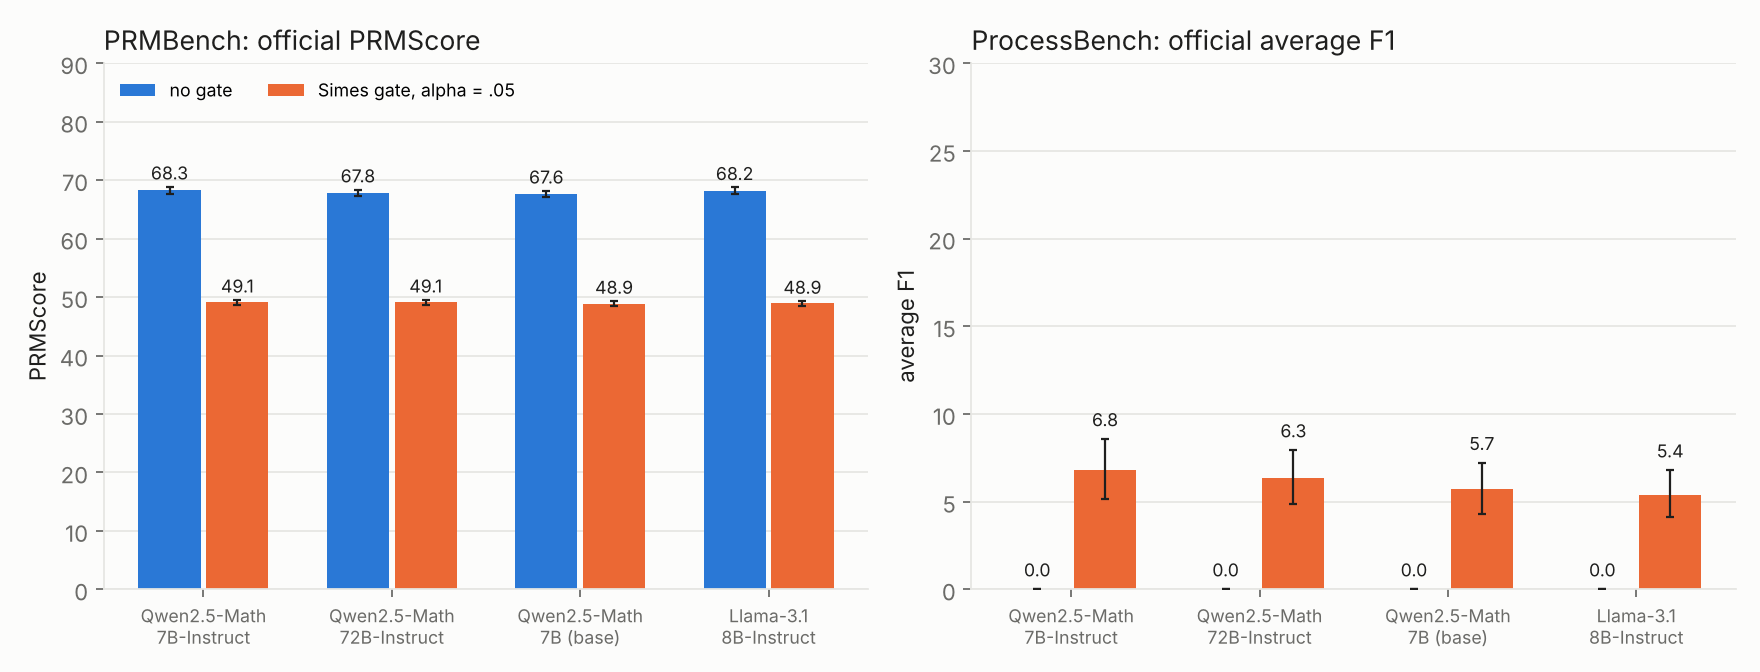 PRMBench: official PRMScore
90
80
70
60
50
40
30
20
10
0
PRMScore
no gate
Simes gate, alpha = .05
68.3
49.1
67.8
49.1
67.6
48.9
68.2
48.9
Qwen2.5-Math
7B-Instruct
Qwen2.5-Math
72B-Instruct
Qwen2.5-Math
7B (base)
Llama-3.1
8B-Instruct
ProcessBench: official average F1
30
25
20
15
10
5
0
average F1
0.0
6.8
0.0
6.3
0.0
5.7
0.0
5.4
Qwen2.5-Math
7B-Instruct
Qwen2.5-Math
72B-Instruct
Qwen2.5-Math
7B (base)
Llama-3.1
8B-Instruct